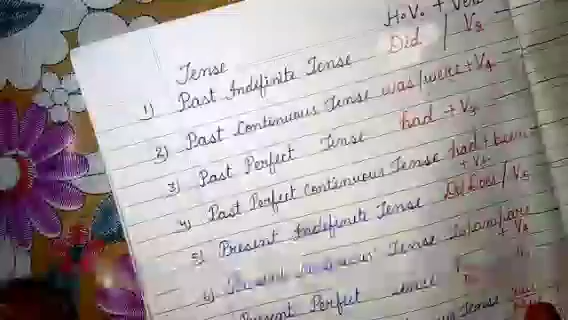 Tense H.V. +
1) Past Indefinite Tense Did / V2
2) Past Continuous Tense was/were + V4
3) Past Perfect Tense had + V3
4) Past Perfect Continuous Tense had + been
+ V4
5) Present Indefinite Tense Do/Does / V5
6) Tense Is/am/are
+ V4
Present Perfect
Tense